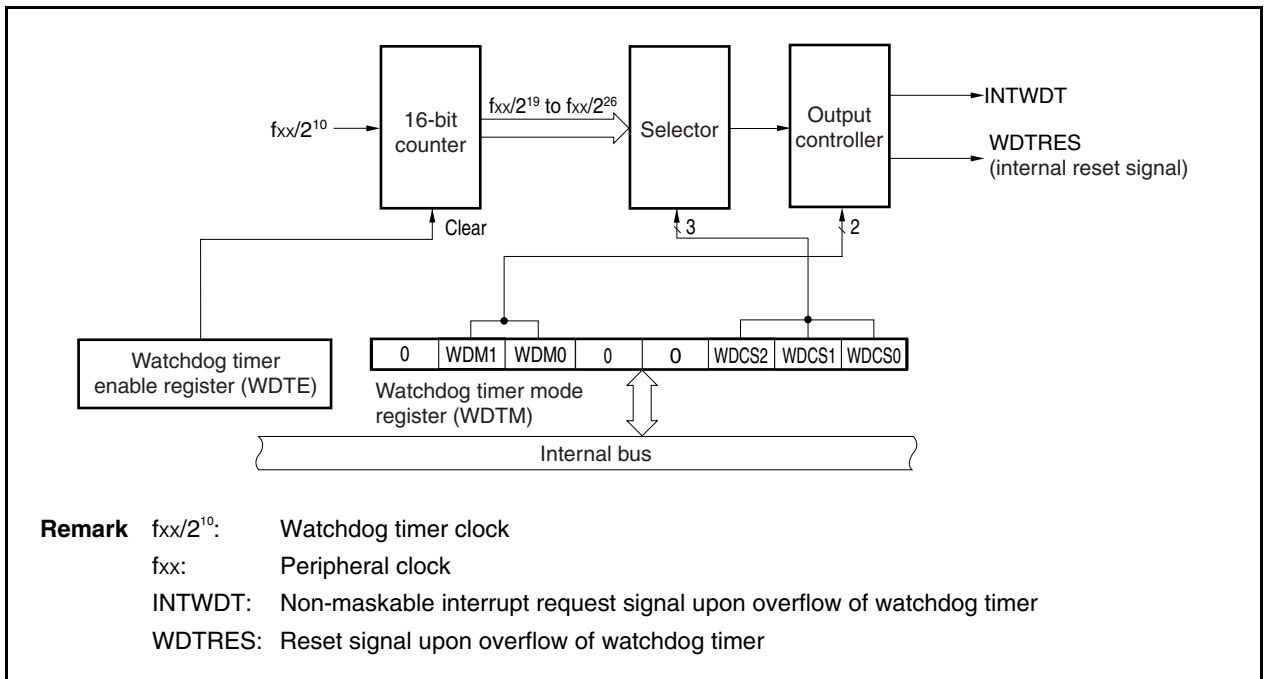 fxx/2¹⁰
16-bit
counter
fxx/2¹⁹ to fxx/2²⁶
Selector
Output
controller
INTWDT
WDTRES
(internal reset signal)
Clear
3
2
Watchdog timer
enable register (WDTE)
0 WDM1 WDM0 0 0 WDCS2 WDCS1 WDCS0
Watchdog timer mode
register (WDTM)
Internal bus
Remark fxx/2¹⁰: Watchdog timer clock
fxx: Peripheral clock
INTWDT: Non-maskable interrupt request signal upon overflow of watchdog timer
WDTRES: Reset signal upon overflow of watchdog timer